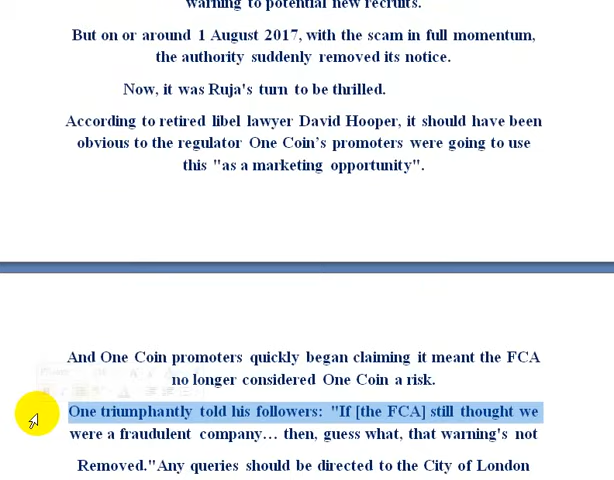 warning to potential new recruits.
But on or around 1 August 2017, with the scam in full momentum,
the authority suddenly removed its notice.
Now, it was Ruja's turn to be thrilled.
According to retired libel lawyer David Hooper, it should have been
obvious to the regulator One Coin’s promoters were going to use
this "as a marketing opportunity".
And One Coin promoters quickly began claiming it meant the FCA
no longer considered One Coin a risk.
One triumphantly told his followers: "If [the FCA] still thought we
were a fraudulent company… then, guess what, that warning's not
Removed."Any queries should be directed to the City of London